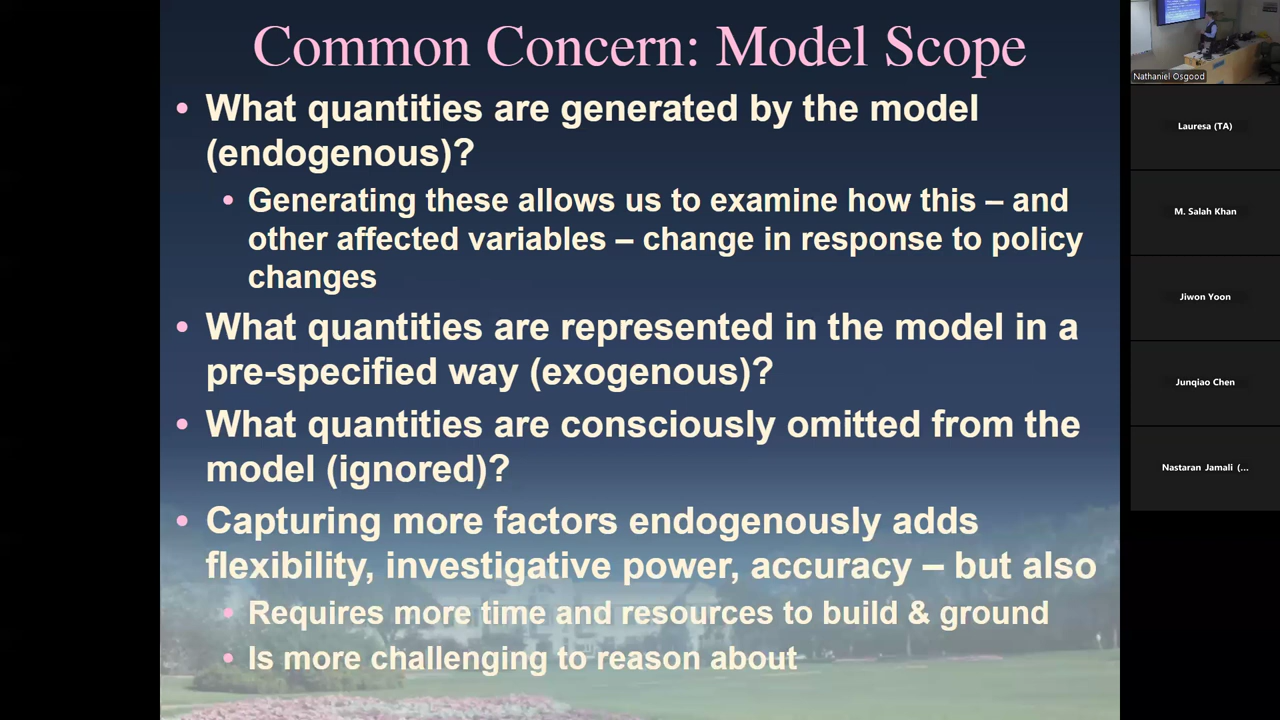 Common Concern: Model Scope
• What quantities are generated by the model
(endogenous)?
• Generating these allows us to examine how this – and
other affected variables – change in response to policy
changes
• What quantities are represented in the model in a
pre-specified way (exogenous)?
• What quantities are consciously omitted from the
model (ignored)?
• Capturing more factors endogenously adds
flexibility, investigative power, accuracy – but also
• Requires more time and resources to build & ground
• Is more challenging to reason about
Nathaniel Osgood
Lauresa (TA)
M. Salah Khan
Jiwon Yoon
Junqiao Chen
Nastaran Jamali (...